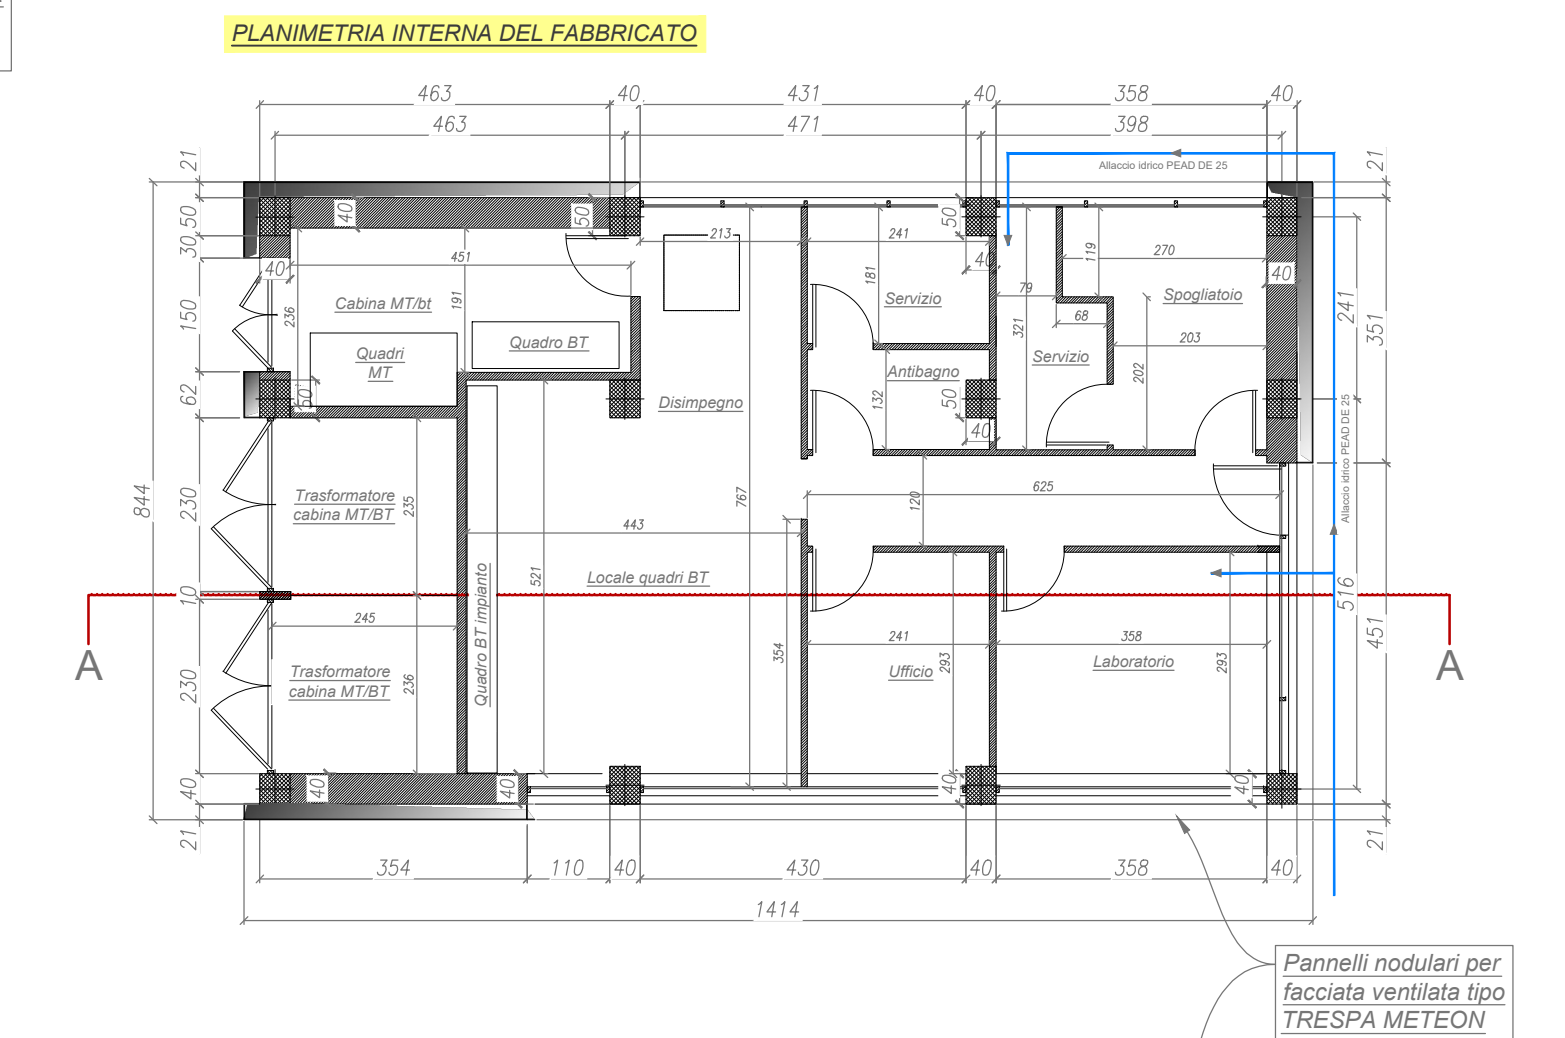 PLANIMETRIA INTERNA DEL FABBRICATO
463 40 431 40 358 40
463 471 398
Allaccio idrico PEAD DE 25
21 21
50 40 50 50
30 213 241 119 270
40 451 181 40 40
150 236 191 79 241 351
Cabina MT/bt Servizio Spogliatoio
321 68
Quadri
MT
Quadro BT
Servizio 203
Antibagno
62 50 Disimpegno 132 50 202
40
Allaccio idrico PEAD DE 25
844 230 235 767 120 625
Trasformatore
cabina MT/BT
443
Locale quadri BT
521
Quadro BT impianto
10 516
245 241 358 451
A A
354
Trasformatore
cabina MT/BT
230 236 Ufficio 293 Laboratorio 293
40 40 40 40 40
21 21
354 110 40 430 40 358 40
1414
Pannelli nodulari per
facciata ventilata tipo
TRESPA METEON